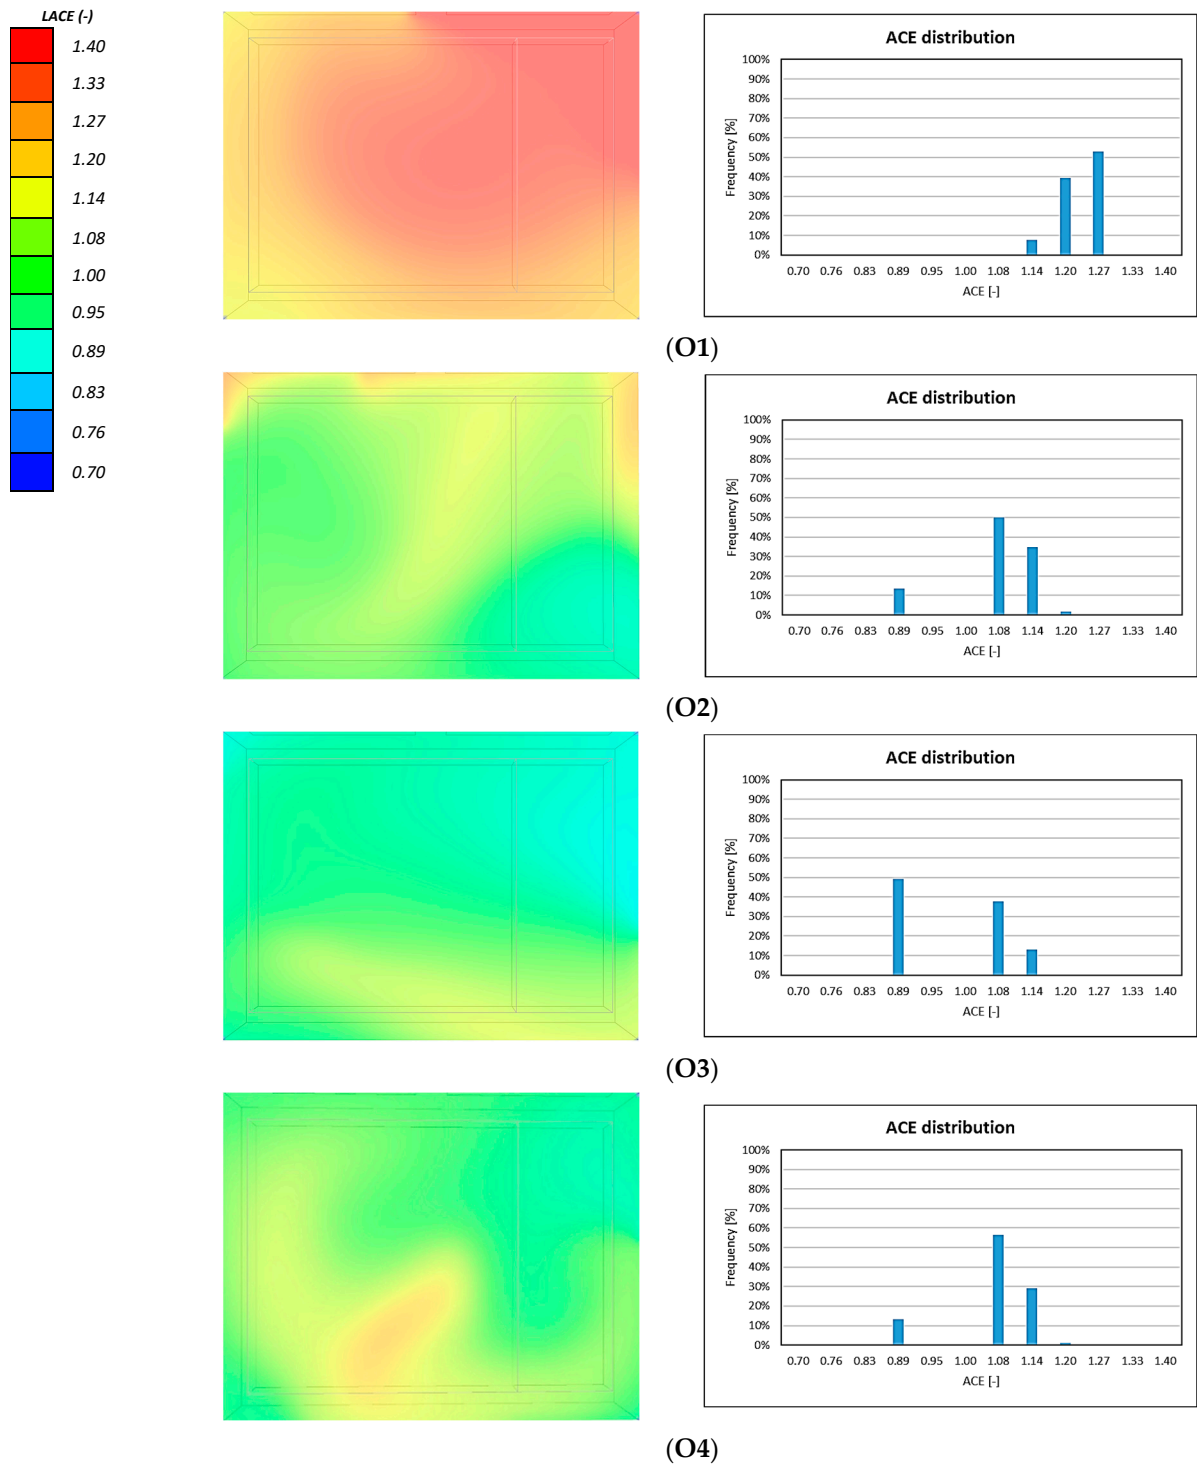 LACE (-)
1.40
1.33
1.27
1.20
1.14
1.08
1.00
0.95
0.89
0.83
0.76
0.70
ACE distribution
Frequency [%]
100%
90%
80%
70%
60%
50%
40%
30%
20%
10%
0%
0.70 0.76 0.83 0.89 0.95 1.00 1.08 1.14 1.20 1.27 1.33 1.40
ACE [-]
(O1)
ACE distribution
Frequency [%]
100%
90%
80%
70%
60%
50%
40%
30%
20%
10%
0%
0.70 0.76 0.83 0.89 0.95 1.00 1.08 1.14 1.20 1.27 1.33 1.40
ACE [-]
(O2)
ACE distribution
Frequency [%]
100%
90%
80%
70%
60%
50%
40%
30%
20%
10%
0%
0.70 0.76 0.83 0.89 0.95 1.00 1.08 1.14 1.20 1.27 1.33 1.40
ACE [-]
(O3)
ACE distribution
Frequency [%]
100%
90%
80%
70%
60%
50%
40%
30%
20%
10%
0%
0.70 0.76 0.83 0.89 0.95 1.00 1.08 1.14 1.20 1.27 1.33 1.40
ACE [-]
(O4)